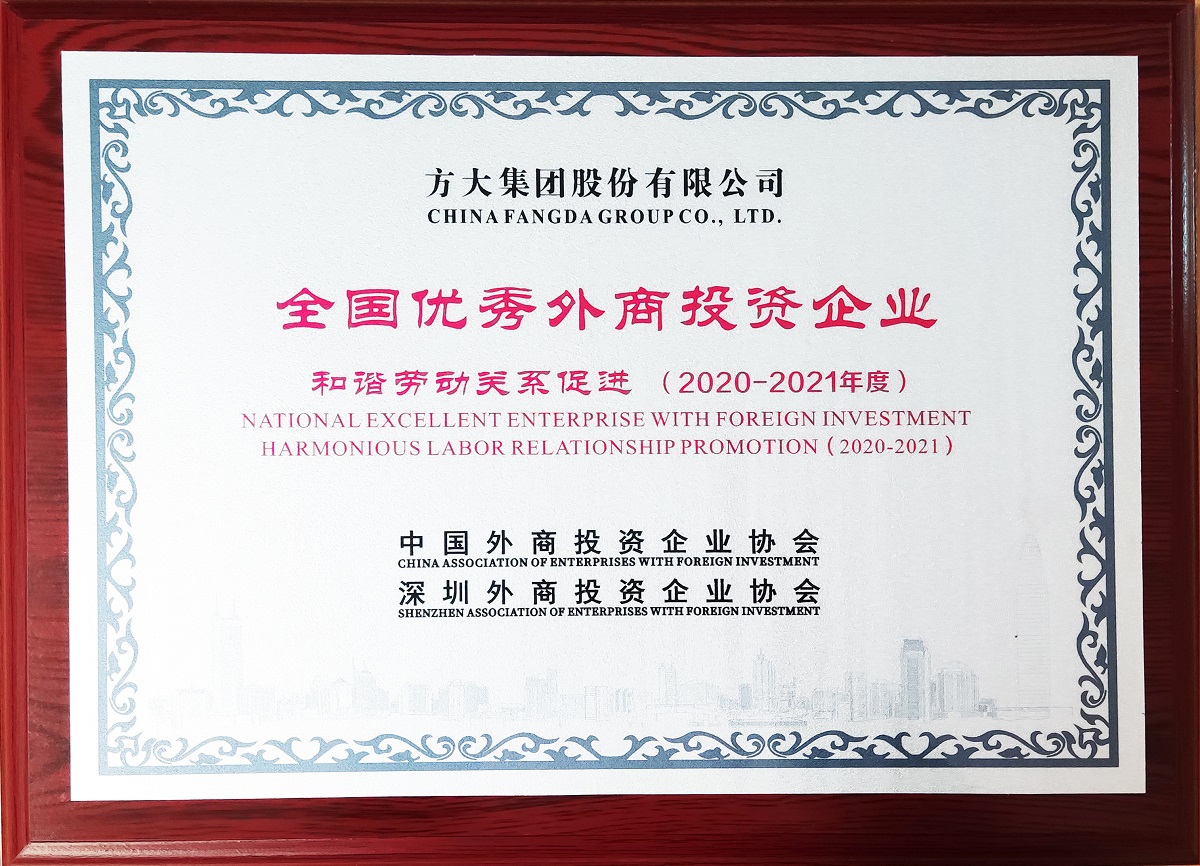 方大集团股份有限公司
CHINA FANGDA GROUP CO., LTD.
全国优秀外商投资企业
和谐劳动关系促进（2020-2021年度）
NATIONAL EXCELLENT ENTERPRISE WITH FOREIGN INVESTMENT
HARMONIOUS LABOR RELATIONSHIP PROMOTION（2020-2021）
中国外商投资企业协会
CHINA ASSOCIATION OF ENTERPRISES WITH FOREIGN INVESTMENT
深圳外商投资企业协会
SHENZHEN ASSOCIATION OF ENTERPRISES WITH FOREIGN INVESTMENT